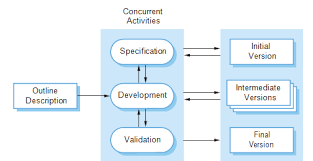 Concurrent
Activities
Specification
Initial
Version
Outline
Description
Development
Intermediate
Versions
Validation
Final
Version